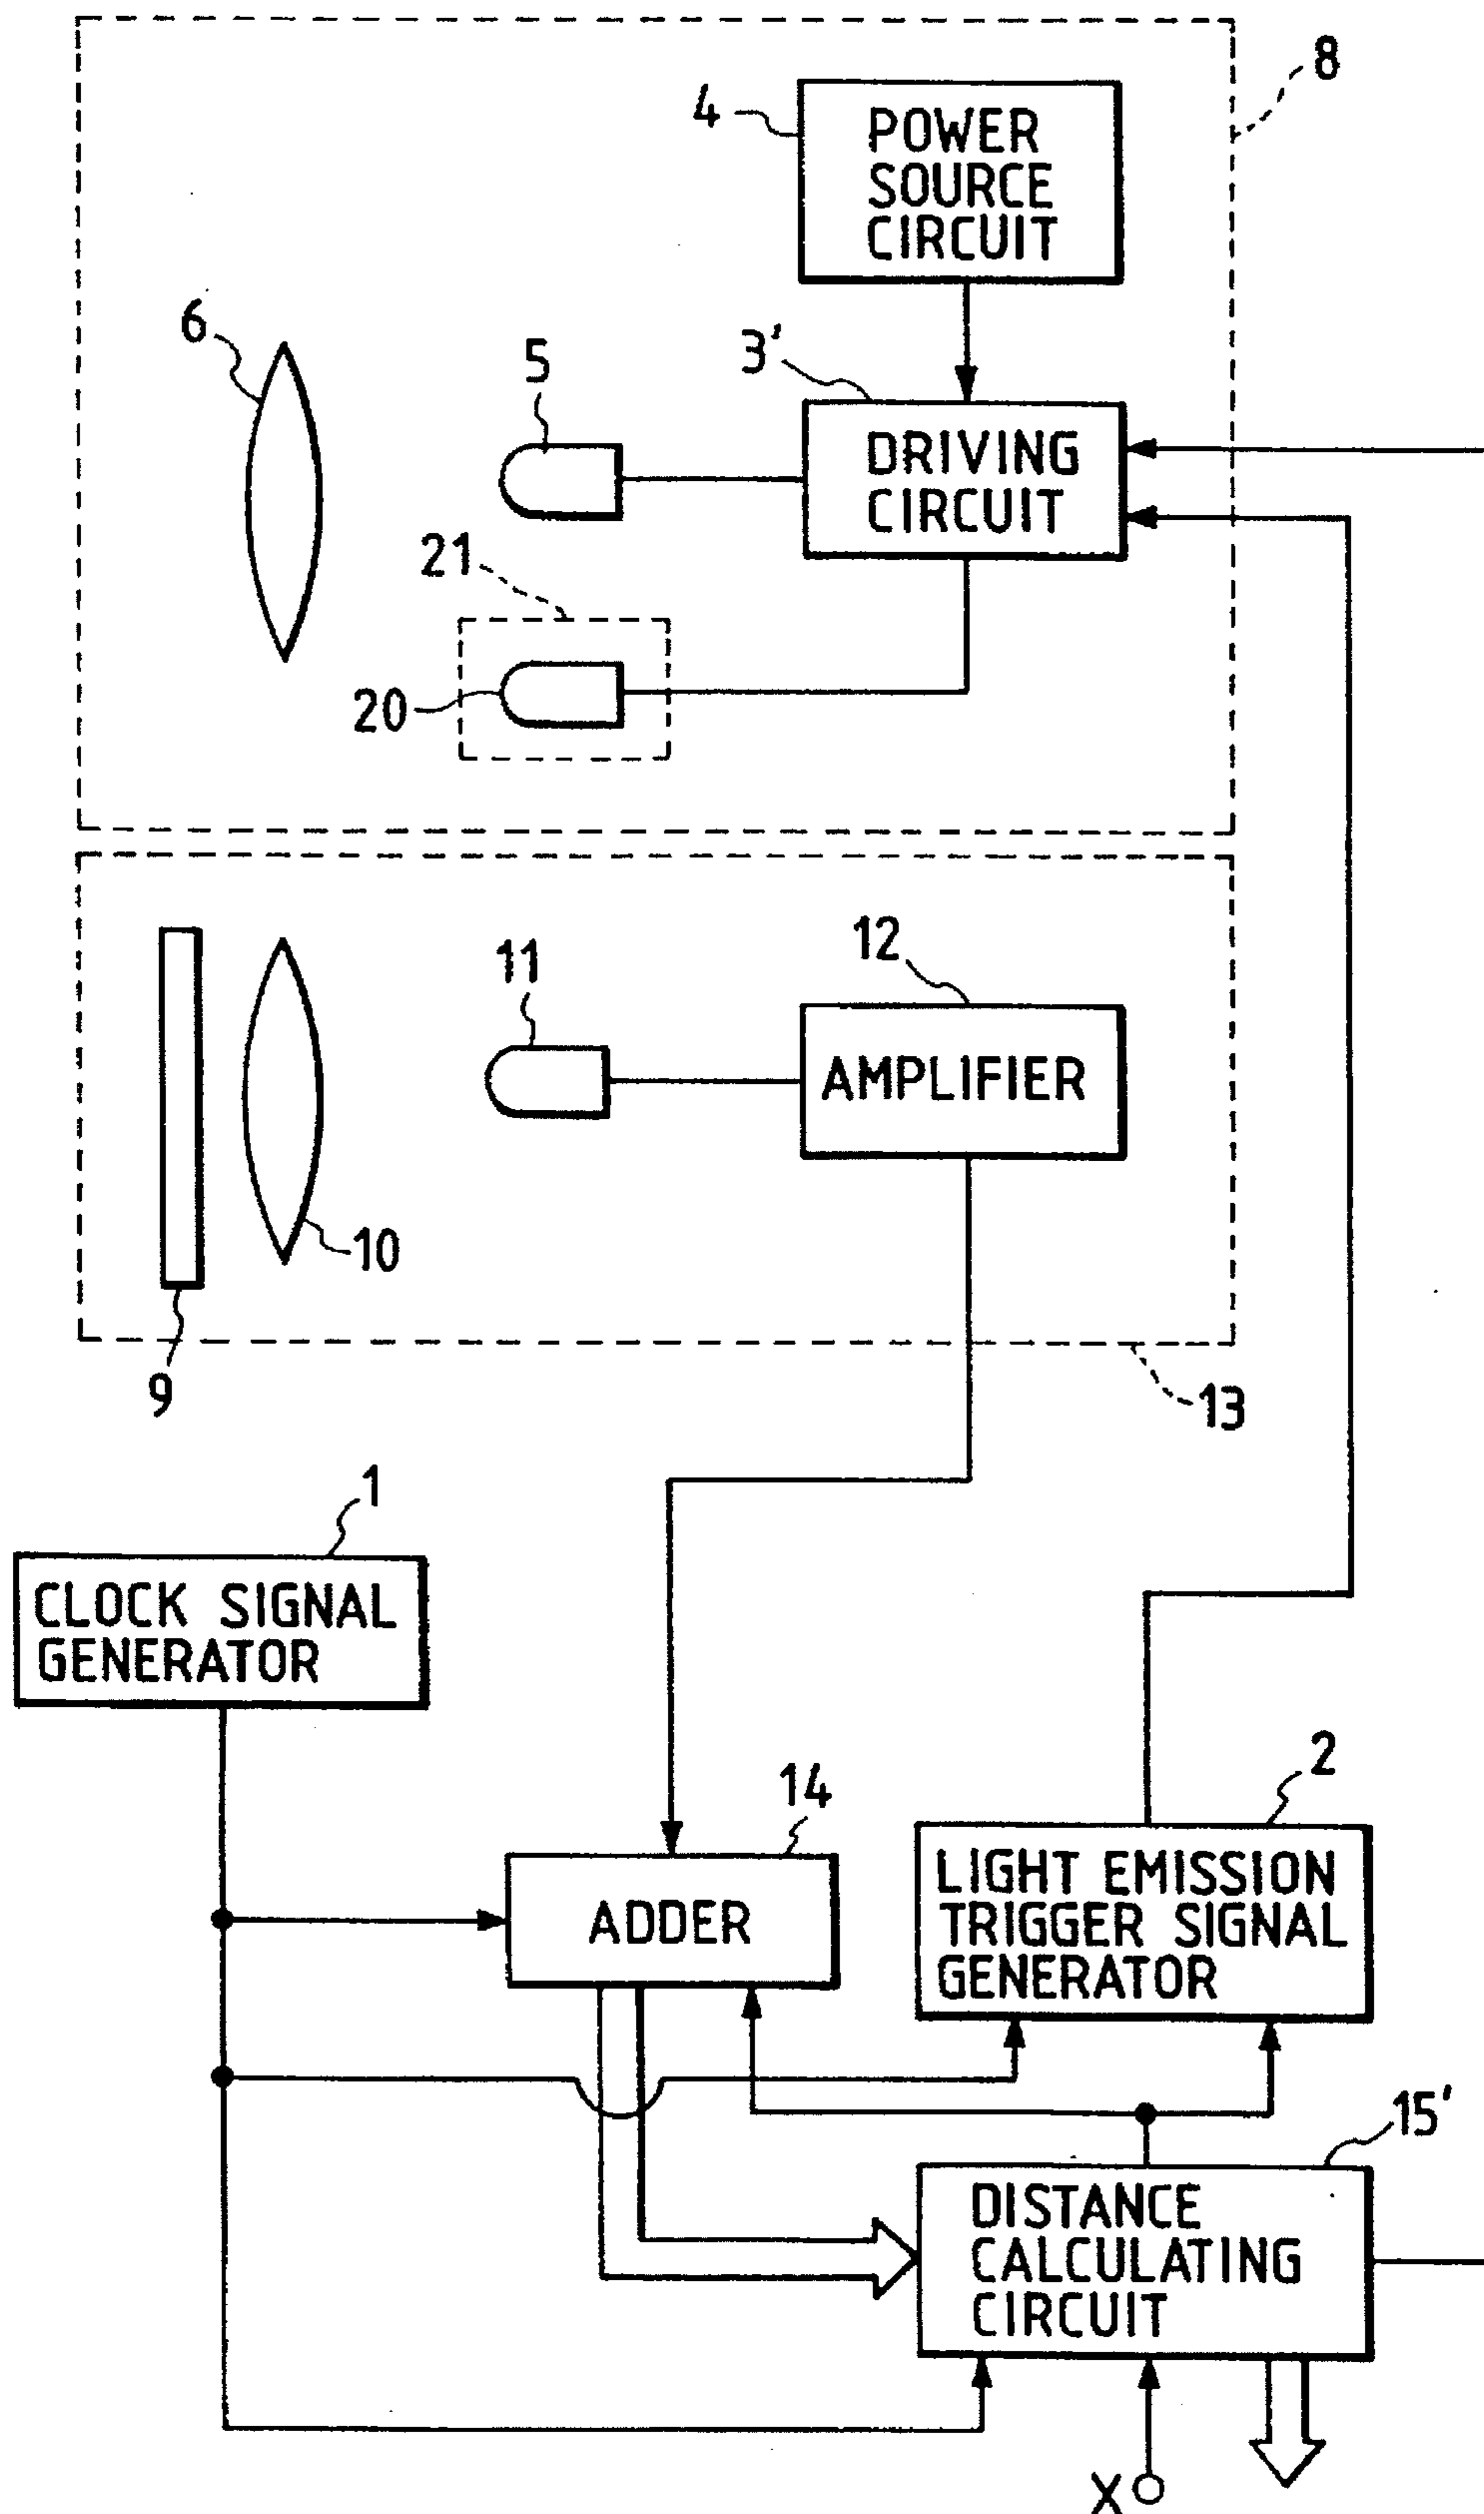 8
4
POWER
SOURCE
CIRCUIT
6
5
3'
DRIVING
CIRCUIT
21
20
12
11
AMPLIFIER
10
9
13
1
CLOCK SIGNAL
GENERATOR
2
14
LIGHT EMISSION
TRIGGER SIGNAL
GENERATOR
ADDER
15'
DISTANCE
CALCULATING
CIRCUIT
X